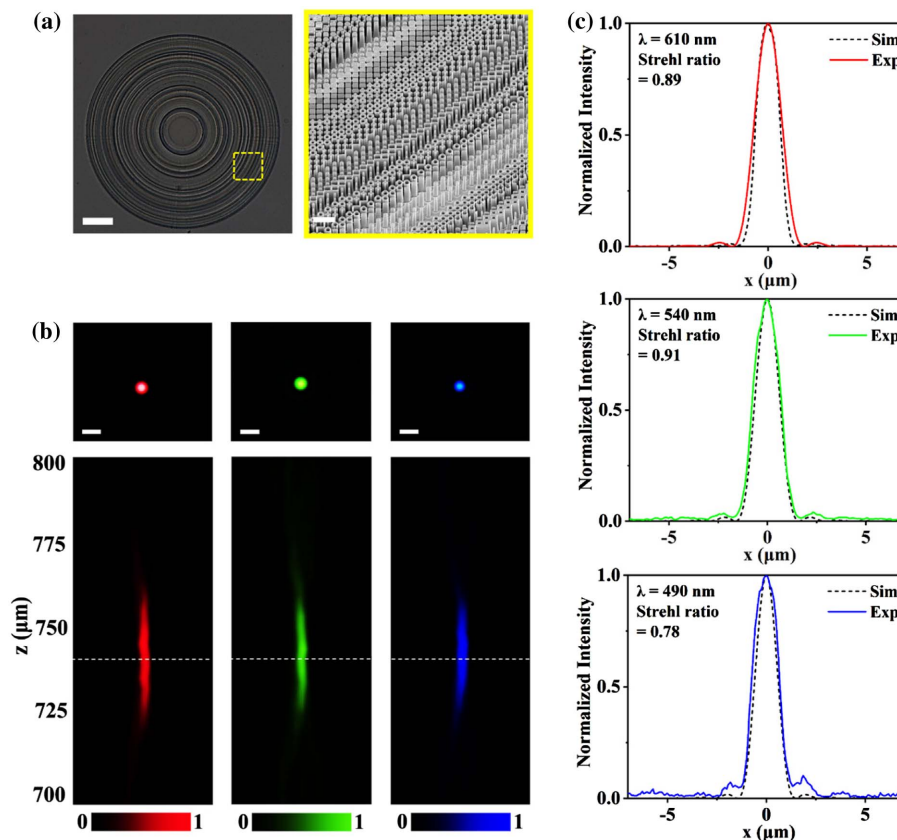 (a)
(b)
800
775
750
725
700
z (μm)
0 1
0 1
0 1
(c)
λ = 610 nm
Strehl ratio
= 0.89
Sim
Exp
1.0
0.5
0.0
Normalized Intensity
-5 0 5
x (μm)
λ = 540 nm
Strehl ratio
= 0.91
Sim
Exp
1.0
0.5
0.0
Normalized Intensity
-5 0 5
x (μm)
λ = 490 nm
Strehl ratio
= 0.78
Sim
Exp
1.0
0.5
0.0
Normalized Intensity
-5 0 5
x (μm)